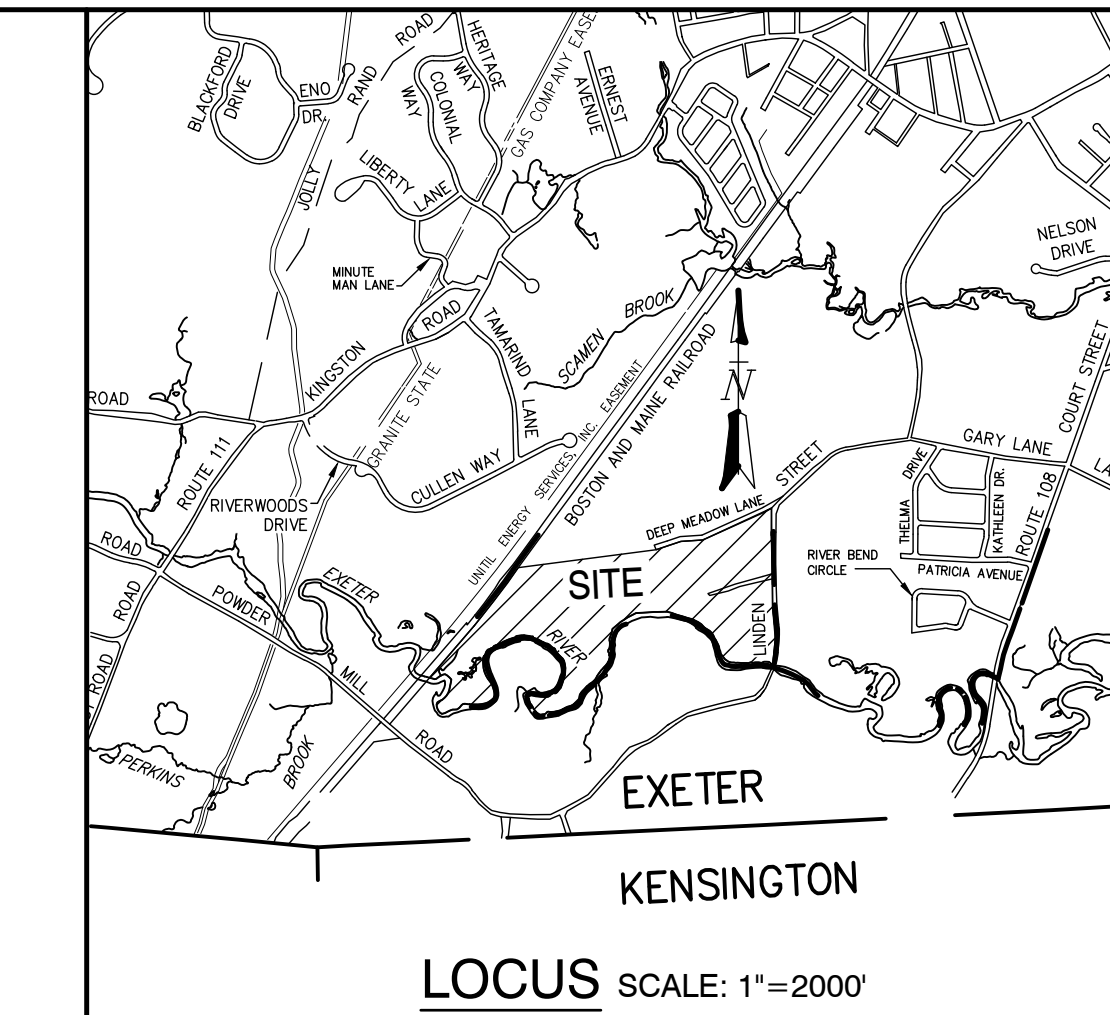 ROAD
HERITAGE
WAY
COLONIAL
WAY
GAS COMPANY EASE
ERNEST
AVENUE
BLACKFORD
DRIVE
ENO
DR.
RAND
JOLLY
LIBERTY
LANE
NELSON
DRIVE
MINUTE
MAN LANE
ROAD
TAMARIND
LANE
SCAMEN
BROOK
N
KINGSTON
ROAD
GRANITE STATE
UNITIL ENERGY SERVICES, INC. EASEMENT
BOSTON AND MAINE RAILROAD
COURT STREET
STREET
GARY LANE
LA
ROUTE 111
CULLEN WAY
RIVERWOODS
DRIVE
DEEP MEADOW LANE
THELMA
DRIVE
KATHLEEN DR.
ROUTE 108
RIVER BEND
CIRCLE
PATRICIA AVENUE
ROAD
ROAD
POWDER
MILL
ROAD
EXETER
RIVER
SITE
LINDEN
ROAD
PERKINS
BROOK
EXETER
KENSINGTON
LOCUS SCALE: 1"=2000'